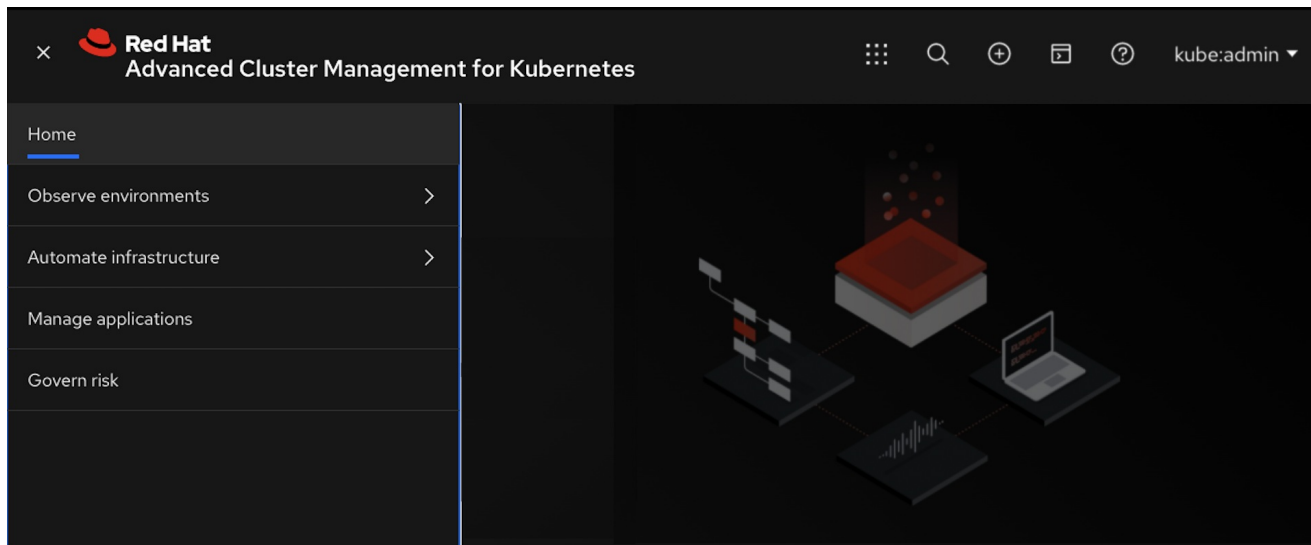 Red Hat
Advanced Cluster Management for Kubernetes
kube:admin
Home
Observe environments
Automate infrastructure
Manage applications
Govern risk